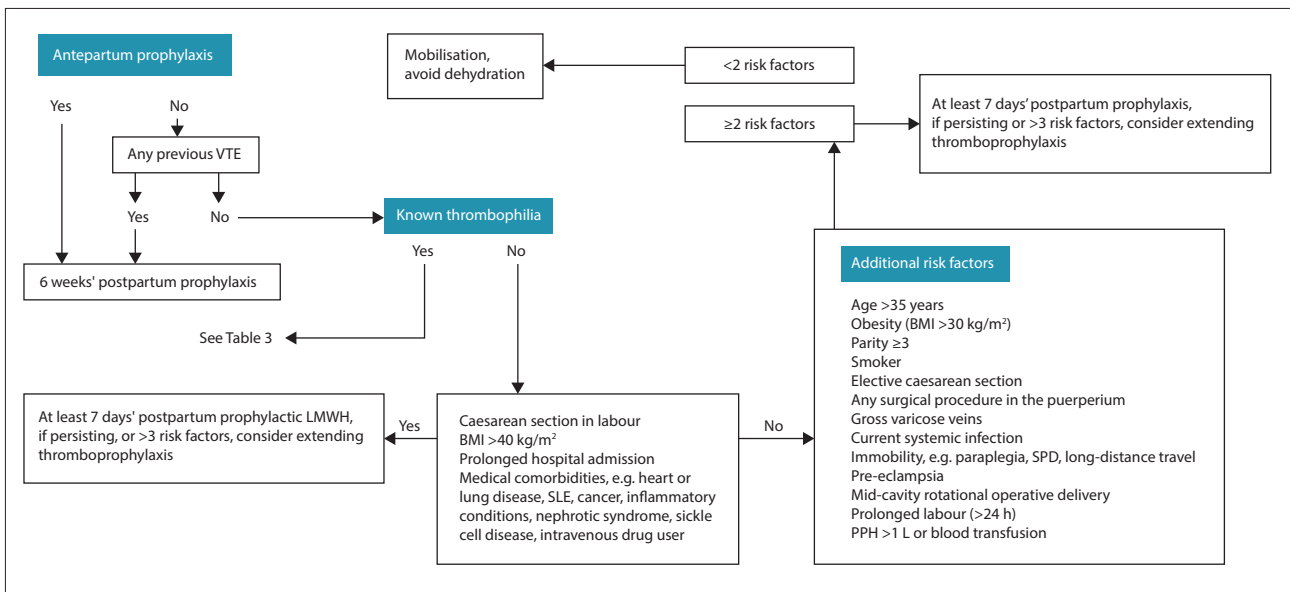 Antepartum prophylaxis
Yes
No
Any previous VTE
Yes
No
6 weeks' postpartum prophylaxis
Known thrombophilia
Yes
No
See Table 3
Caesarean section in labour
BMI >40 kg/m²
Prolonged hospital admission
Medical comorbidities, e.g. heart or
lung disease, SLE, cancer, inflammatory
conditions, nephrotic syndrome, sickle
cell disease, intravenous drug user
Yes
At least 7 days' postpartum prophylactic LMWH,
if persisting, or >3 risk factors, consider extending
thromboprophylaxis
No
Additional risk factors
Age >35 years
Obesity (BMI >30 kg/m²)
Parity ≥3
Smoker
Elective caesarean section
Any surgical procedure in the puerperium
Gross varicose veins
Current systemic infection
Immobility, e.g. paraplegia, SPD, long-distance travel
Pre-eclampsia
Mid-cavity rotational operative delivery
Prolonged labour (>24 h)
PPH >1 L or blood transfusion
≥2 risk factors
At least 7 days' postpartum prophylaxis,
if persisting or >3 risk factors, consider extending
thromboprophylaxis
<2 risk factors
Mobilisation,
avoid dehydration